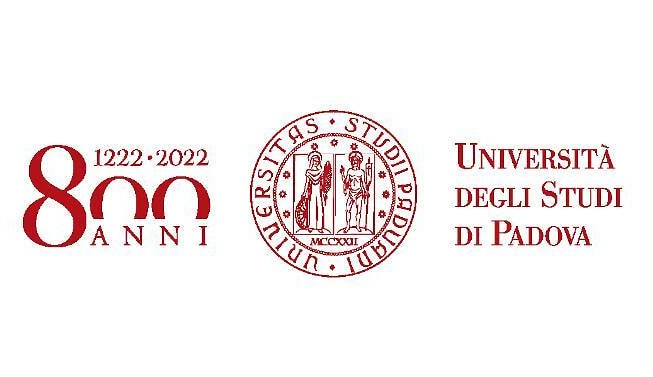 1222·2022
800
ANNI
UNIVERSITAS · STUDII PADUANI ·
MCCXXII
UNIVERSITÀ
DEGLI STUDI
DI PADOVA